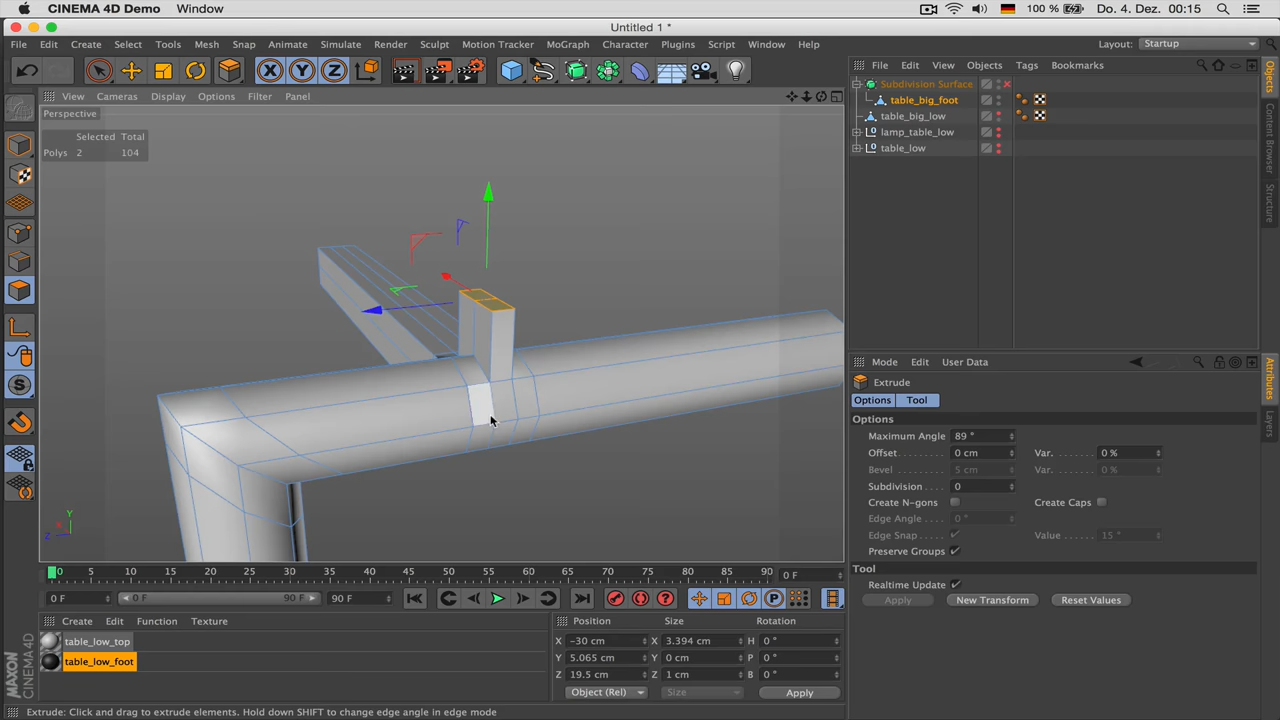 CINEMA 4D Demo Window 100 % Do. 4. Dez. 00:15
Untitled 1 *
File Edit Create Select Tools Mesh Snap Animate Simulate Render Sculpt Motion Tracker MoGraph Character Plugins Script Window Help Layout: Startup
X Y Z
View Cameras Display Options Filter Panel
Perspective
Selected Total
Polys 2 104
Y
X
Z
File Edit View Objects Tags Bookmarks
Subdivision Surface
table_big_foot
table_big_low
lamp_table_low
table_low
Objects
Content Browser
Structure
Mode Edit User Data
Extrude
Options Tool
Options
Maximum Angle 89 °
Offset 0 cm Var. 0 %
Bevel 5 cm Var. 0 %
Subdivision 0
Create N-gons Create Caps
Edge Angle 0 °
Edge Snap Value 15 °
Preserve Groups
Tool
Realtime Update
Apply New Transform Reset Values
Attributes
Layers
0 5 10 15 20 25 30 35 40 45 50 55 60 65 70 75 80 85 90 0 F
0 F 0 F 90 F 90 F
Create Edit Function Texture
table_low_top
table_low_foot
Position Size Rotation
X -30 cm X 3.394 cm H 0 °
Y 5.065 cm Y 0 cm P 0 °
Z 19.5 cm Z 1 cm B 0 °
Object (Rel) Size Apply
MAXON
CINEMA 4D
Extrude: Click and drag to extrude elements. Hold down SHIFT to change edge angle in edge mode